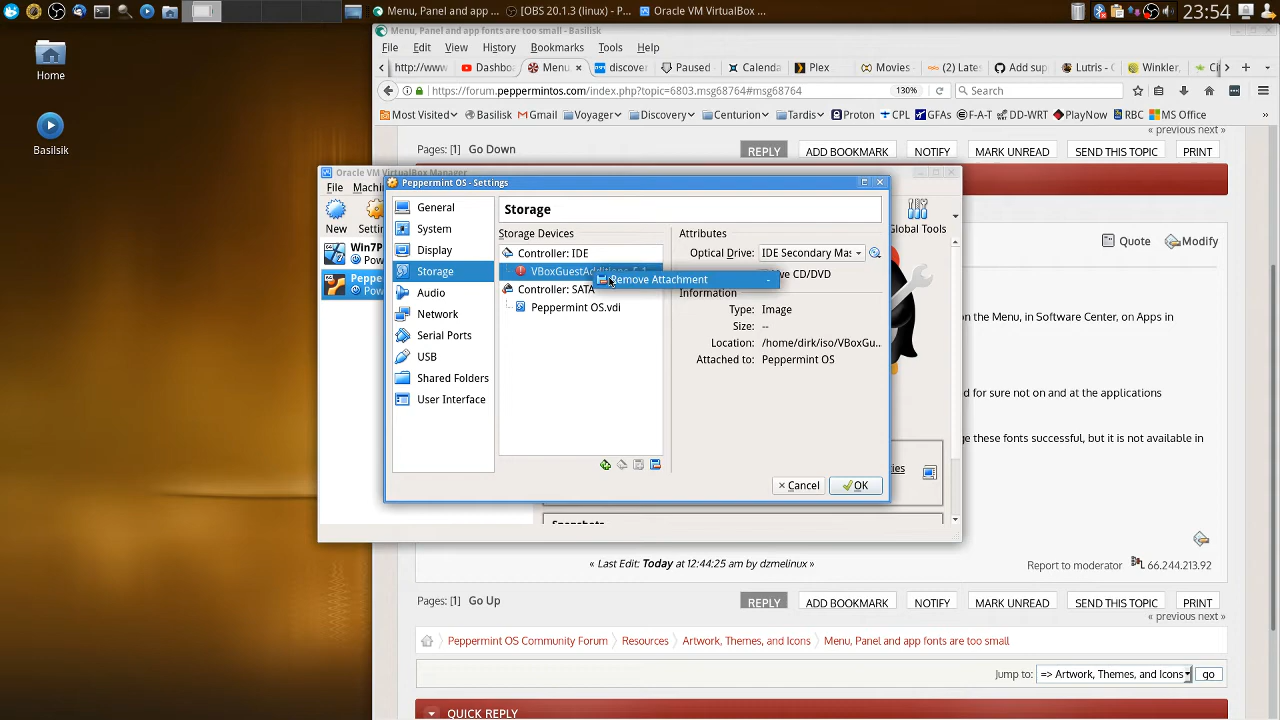 Menu, Panel and app ...
[OBS 20.1.3 (linux) - P...
Oracle VM VirtualBox ...
23:54
Home
Basilsik
Menu, Panel and app fonts are too small - Basilisk
File Edit View History Bookmarks Tools Help
http://www
Dashbo
Menu
discover
Paused
Calenda
Plex
Movies -
(2) Lates
Add sup
Lutris - G
Winker,
https://forum.peppermintos.com/index.php?topic=6803.msg68764#msg68764
130%
Search
Most Visited
Basilisk
Gmail
Voyager
Discovery
Centurion
Tardis
Proton
CPL
GFAs
F-A-T
DD-WRT
PlayNow
RBC
MS Office
« previous next »
Pages: [1] Go Down
REPLY ADD BOOKMARK NOTIFY MARK UNREAD SEND THIS TOPIC PRINT
Oracle VM VirtualBox Manager
File Machin
New
Settin
Global Tools
Win7P
Pow
Peppe
Pow
Quote Modify
on the Menu, in Software Center, on Apps in
d for sure not on and at the applications
ge these fonts successful, but it is not available in
Peppermint OS - Settings
General
System
Display
Storage
Audio
Network
Serial Ports
USB
Shared Folders
User Interface
Storage
Storage Devices
Controller: IDE
VBoxGuestAdditions
Remove Attachment
Controller: SATA
Peppermint OS.vdi
Attributes
Optical Drive: IDE Secondary Mas
ve CD/DVD
Information
Type: Image
Size: --
Location: /home/dirk/iso/VBoxGu...
Attached to: Peppermint OS
Cancel OK
Snapshots
« Last Edit: Today at 12:44:25 am by dzmelinux »
Report to moderator 66.244.213.92
Pages: [1] Go Up
REPLY ADD BOOKMARK NOTIFY MARK UNREAD SEND THIS TOPIC PRINT
« previous next »
Peppermint OS Community Forum Resources Artwork, Themes, and Icons Menu, Panel and app fonts are too small
Jump to: => Artwork, Themes, and Icons go
QUICK REPLY